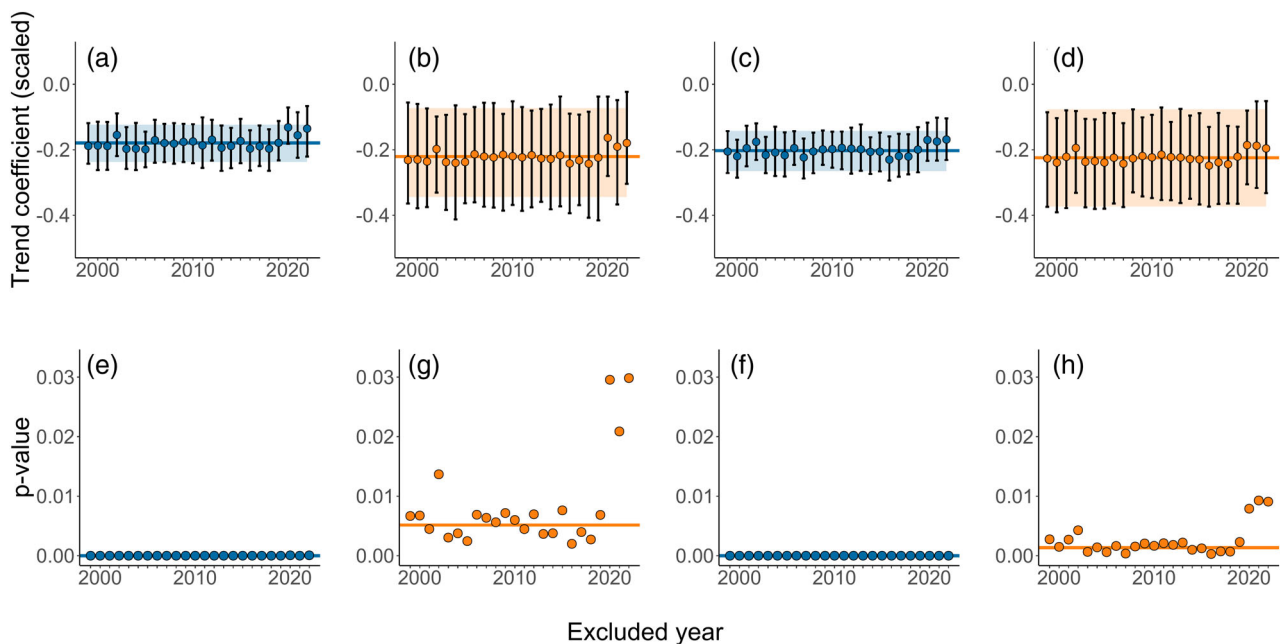 (a) (b) (c) (d)
Trend coefficient (scaled)
0.0 0.0 0.0 0.0
-0.2 -0.2 -0.2 -0.2
-0.4 -0.4 -0.4 -0.4
2000 2010 2020 2000 2010 2020 2000 2010 2020 2000 2010 2020
(e) (g) (f) (h)
p-value
0.03 0.03 0.03 0.03
0.02 0.02 0.02 0.02
0.01 0.01 0.01 0.01
0.00 0.00 0.00 0.00
2000 2010 2020 2000 2010 2020 2000 2010 2020 2000 2010 2020
Excluded year